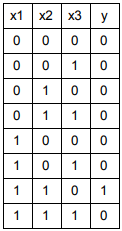 x1 x2 x3 y
0 0 0 0
0 0 1 0
0 1 0 0
0 1 1 0
1 0 0 0
1 0 1 0
1 1 0 1
1 1 1 0